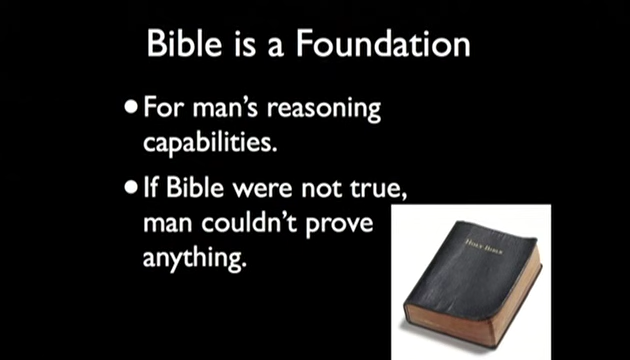 Bible is a Foundation
•For man's reasoning
capabilities.
•If Bible were not true,
man couldn't prove
anything.
HOLY BIBLE